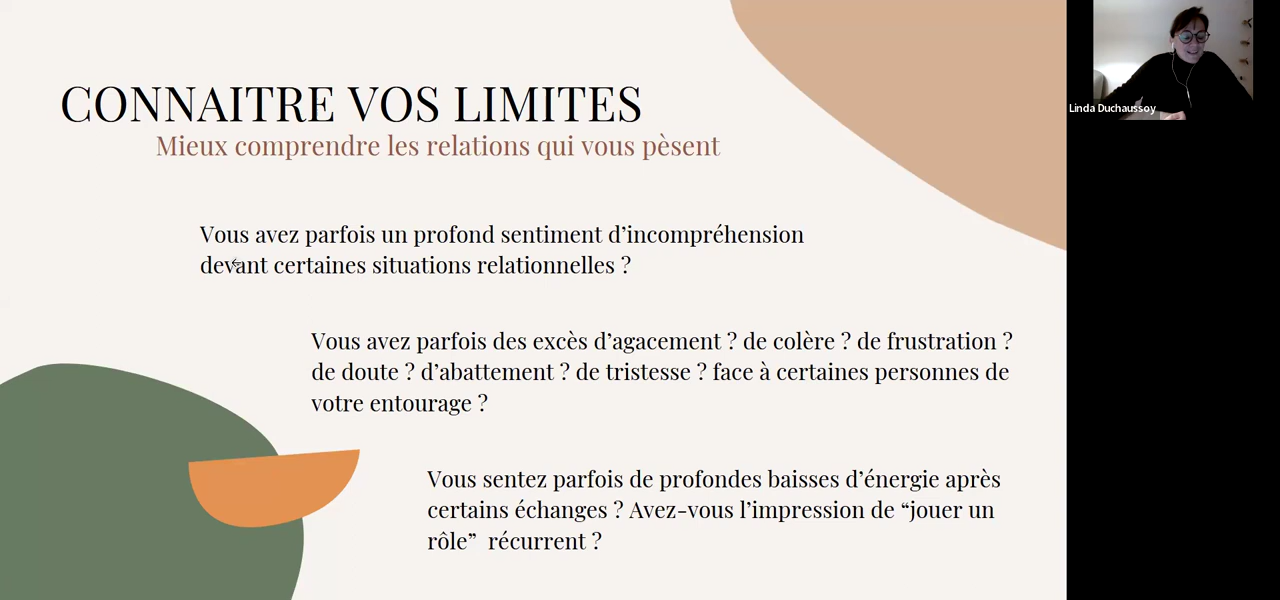 CONNAITRE VOS LIMITES
Mieux comprendre les relations qui vous pèsent
Vous avez parfois un profond sentiment d’incompréhension
devant certaines situations relationnelles ?
Vous avez parfois des excès d’agacement ? de colère ? de frustration ?
de doute ? d’abattement ? de tristesse ? face à certaines personnes de
votre entourage ?
Vous sentez parfois de profondes baisses d’énergie après
certains échanges ? Avez-vous l’impression de “jouer un
rôle” récurrent ?
Linda Duchaussoy